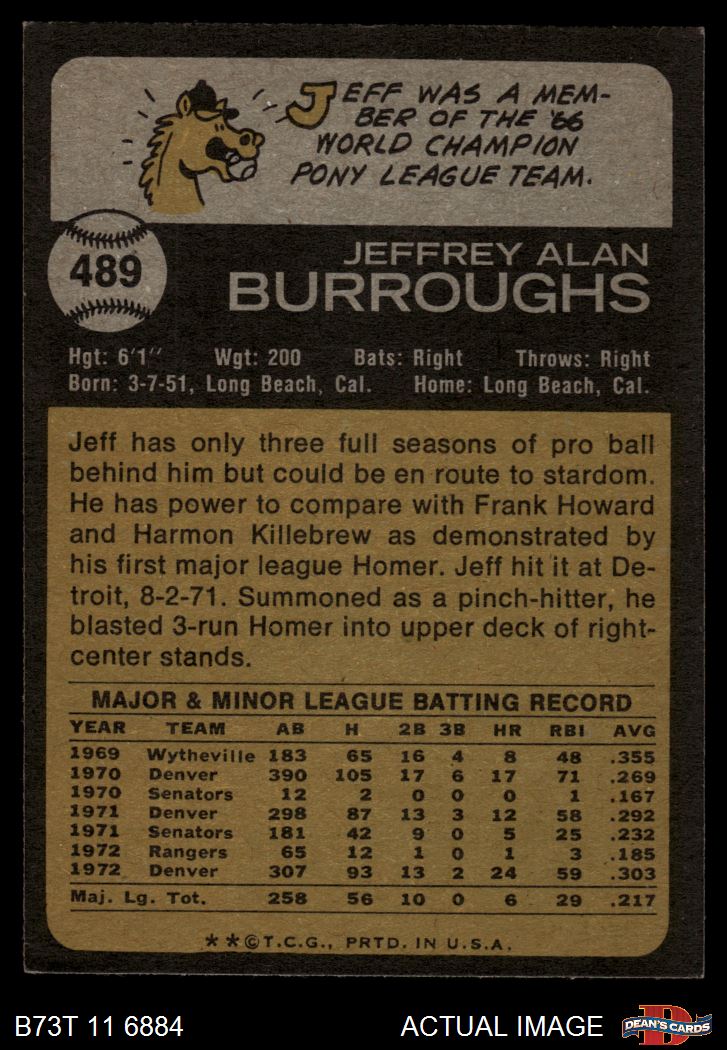 JEFF WAS A MEM-
BER OF THE '66
WORLD CHAMPION
PONY LEAGUE TEAM.
489
JEFFREY ALAN
BURROUGHS
Hgt: 6'1" Wgt: 200 Bats: Right Throws: Right
Born: 3-7-51, Long Beach, Cal. Home: Long Beach, Cal.
Jeff has only three full seasons of pro ball
behind him but could be en route to stardom.
He has power to compare with Frank Howard
and Harmon Killebrew as demonstrated by
his first major league Homer. Jeff hit it at De-
troit, 8-2-71. Summoned as a pinch-hitter, he
blasted 3-run Homer into upper deck of right-
center stands.
MAJOR & MINOR LEAGUE BATTING RECORD
YEAR TEAM AB H 2B 3B HR RBI AVG
1969 Wytheville 183 65 16 4 8 48 .355
1970 Denver 390 105 17 6 17 71 .269
1970 Senators 12 2 0 0 0 1 .167
1971 Denver 298 87 13 3 12 58 .292
1971 Senators 181 42 9 0 5 25 .232
1972 Rangers 65 12 1 0 1 3 .185
1972 Denver 307 93 13 2 24 59 .303
Maj. Lg. Tot. 258 56 10 0 6 29 .217
**©T.C.G., PRTD. IN U.S.A.
B73T 11 6884 ACTUAL IMAGE D DEAN'S CARDS